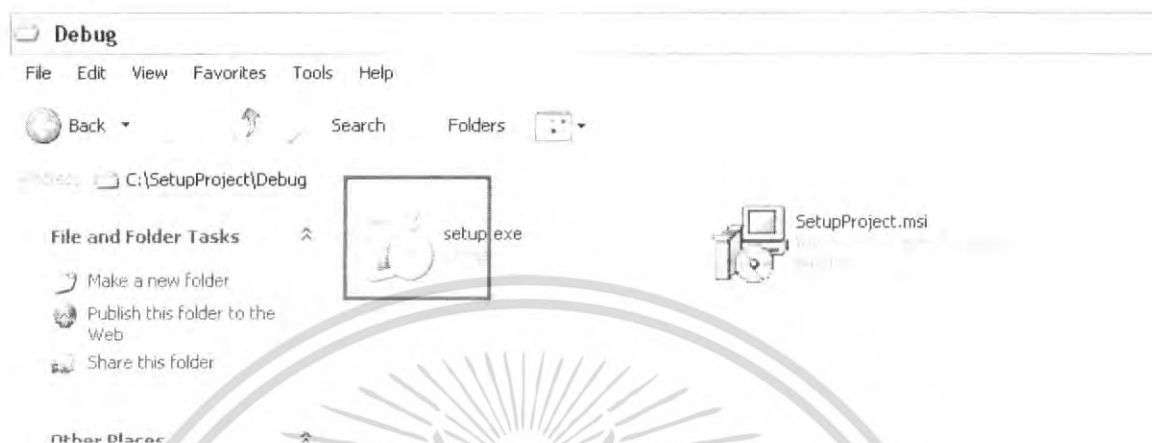 Debug
File Edit View Favorites Tools Help
Back Search Folders
C:\SetupProject\Debug
setup.exe
SetupProject.msi
File and Folder Tasks
Make a new folder
Publish this folder to the
Web
Share this folder
Other Places